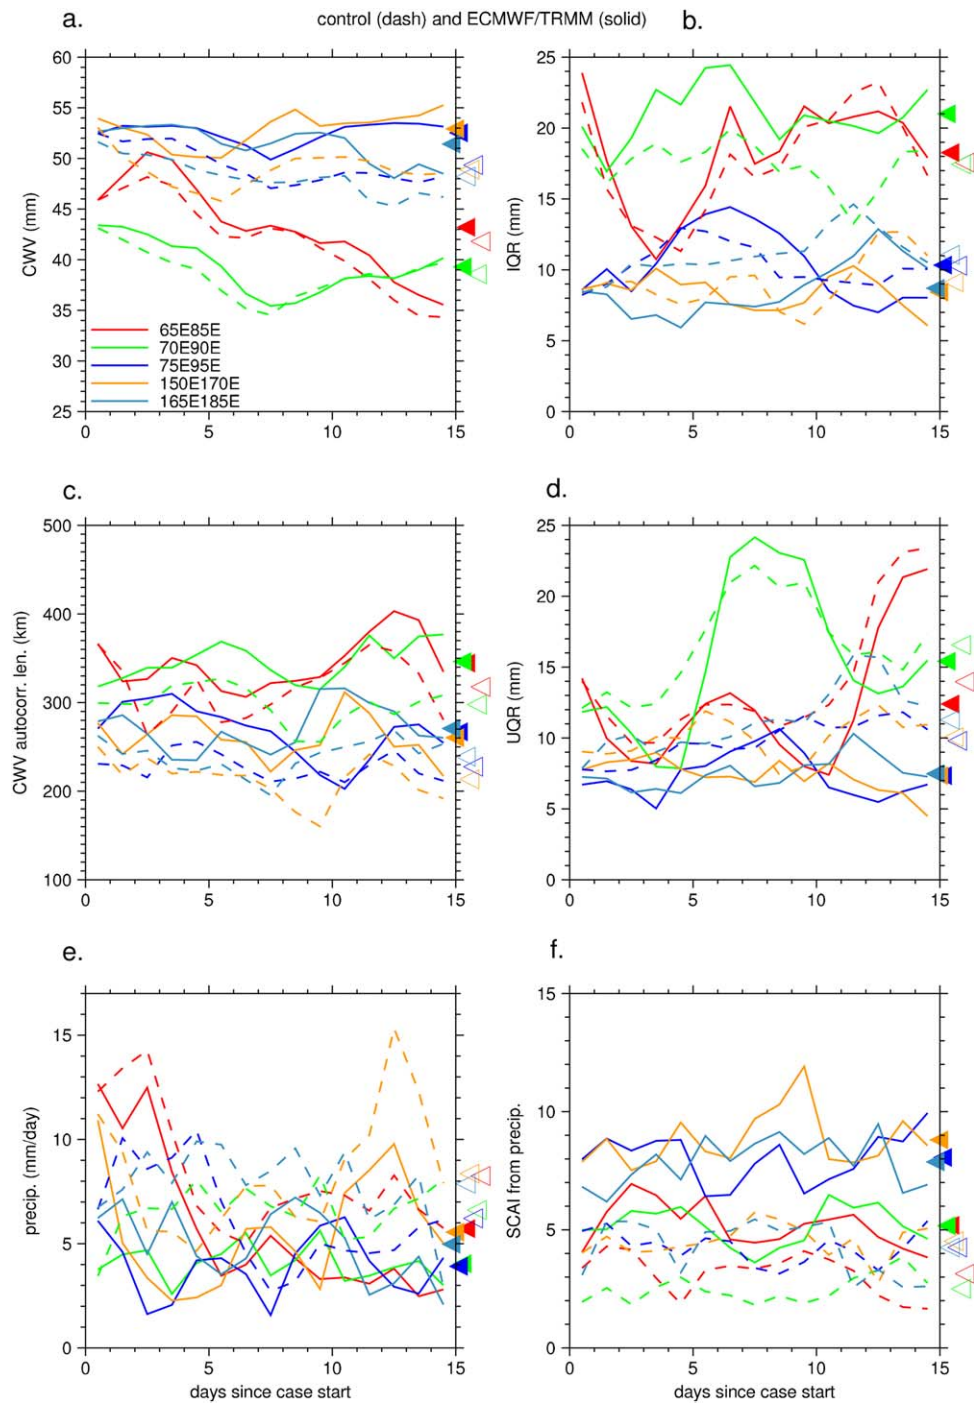 control (dash) and ECMWF/TRMM (solid)
a.
CWV (mm)
60
55
50
45
40
35
30
25
65E85E
70E90E
75E95E
150E170E
165E185E
0
5
10
15
b.
IQR (mm)
25
20
15
10
5
0
0
5
10
15
c.
CWV autocorr. len. (km)
500
400
300
200
100
0
5
10
15
d.
UQR (mm)
25
20
15
10
5
0
0
5
10
15
e.
precip. (mm/day)
15
10
5
0
0
5
10
15
days since case start
f.
SCAI from precip.
15
10
5
0
0
5
10
15
days since case start